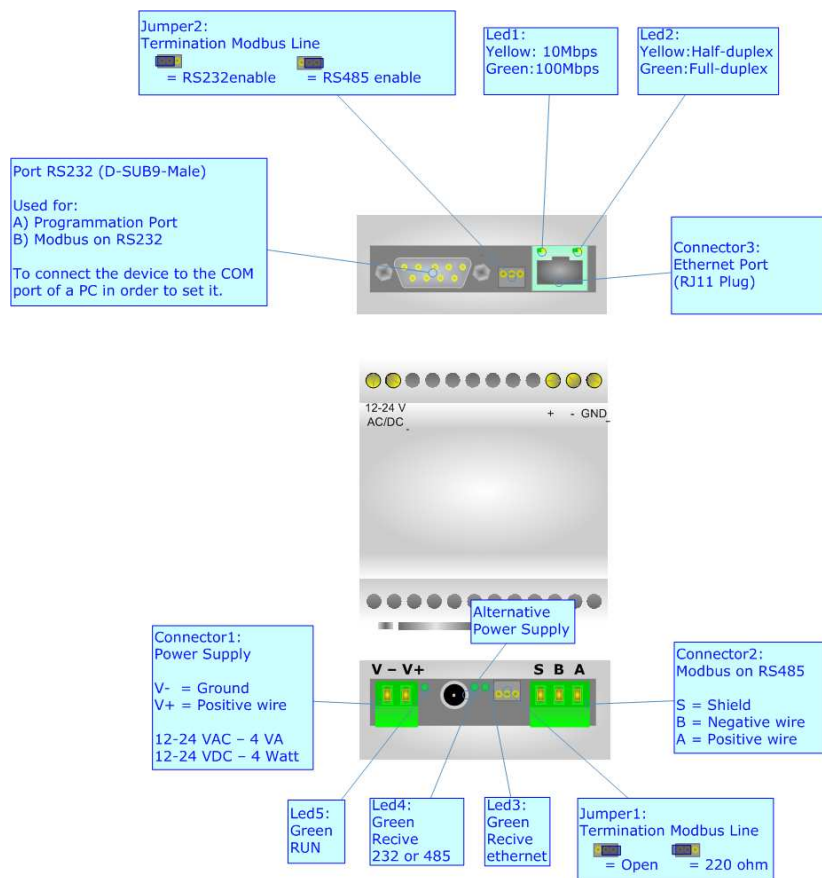 Jumper2:
Termination Modbus Line
= RS232enable = RS485 enable
Led1:
Yellow: 10Mbps
Green:100Mbps
Led2:
Yellow:Half-duplex
Green:Full-duplex
Port RS232 (D-SUB9-Male)
Used for:
A) Programmation Port
B) Modbus on RS232
To connect the device to the COM
port of a PC in order to set it.
Connector3:
Ethernet Port
(RJ11 Plug)
12-24 V
AC/DC
+ - GND
Alternative
Power Supply
Connector1:
Power Supply
V- = Ground
V+ = Positive wire
12-24 VAC – 4 VA
12-24 VDC – 4 Watt
V – V+
S B A
Connector2:
Modbus on RS485
S = Shield
B = Negative wire
A = Positive wire
Led5:
Green
RUN
Led4:
Green
Recive
232 or 485
Led3:
Green
Recive
ethernet
Jumper1:
Termination Modbus Line
= Open = 220 ohm